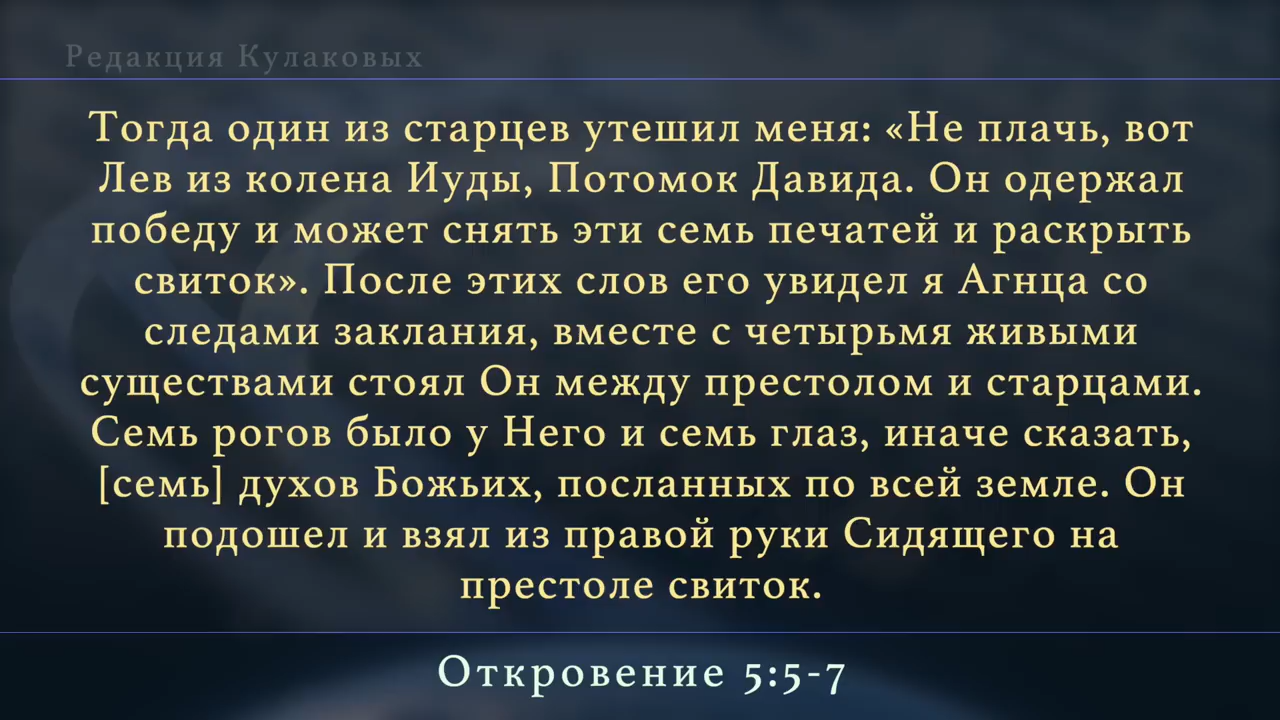 Редакция Кулаковых
Тогда один из старцев утешил меня: «Не плачь, вот
Лев из колена Иуды, Потомок Давида. Он одержал
победу и может снять эти семь печатей и раскрыть
свиток». После этих слов его увидел я Агнца со
следами заклания, вместе с четырьмя живыми
существами стоял Он между престолом и старцами.
Семь рогов было у Него и семь глаз, иначе сказать,
[семь] духов Божьих, посланных по всей земле. Он
подошел и взял из правой руки Сидящего на
престоле свиток.
Откровение 5:5-7